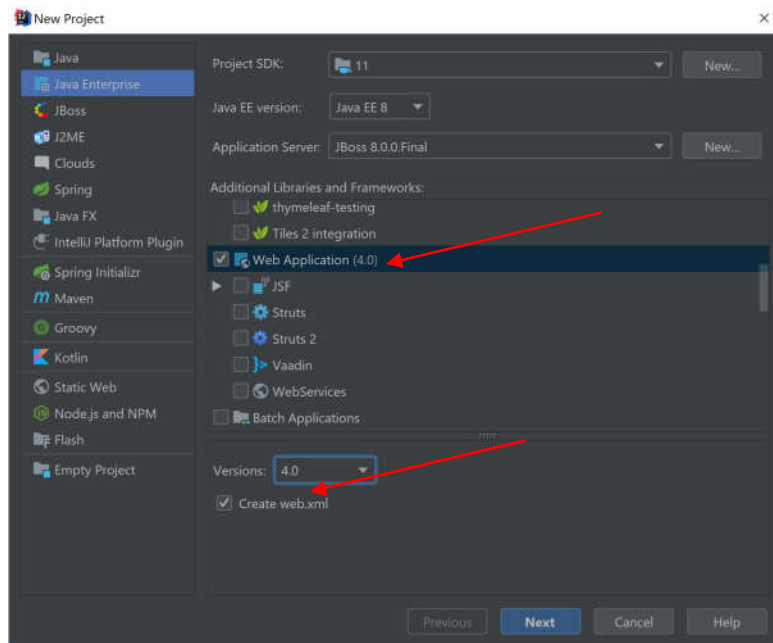 New Project
Java
Java Enterprise
JBoss
J2ME
Clouds
Spring
Java FX
IntelliJ Platform Plugin
Spring Initializr
Maven
Groovy
Kotlin
Static Web
Node.js and NPM
Flash
Empty Project
Project SDK: 11 New...
Java EE version: Java EE 8
Application Server: JBoss 8.0.0.Final New...
Additional Libraries and Frameworks:
thymeleaf-testing
Tiles 2 integration
Web Application (4.0)
JSF
Struts
Struts 2
Vaadin
WebServices
Batch Applications
Versions: 4.0
Create web.xml
Previous Next Cancel Help